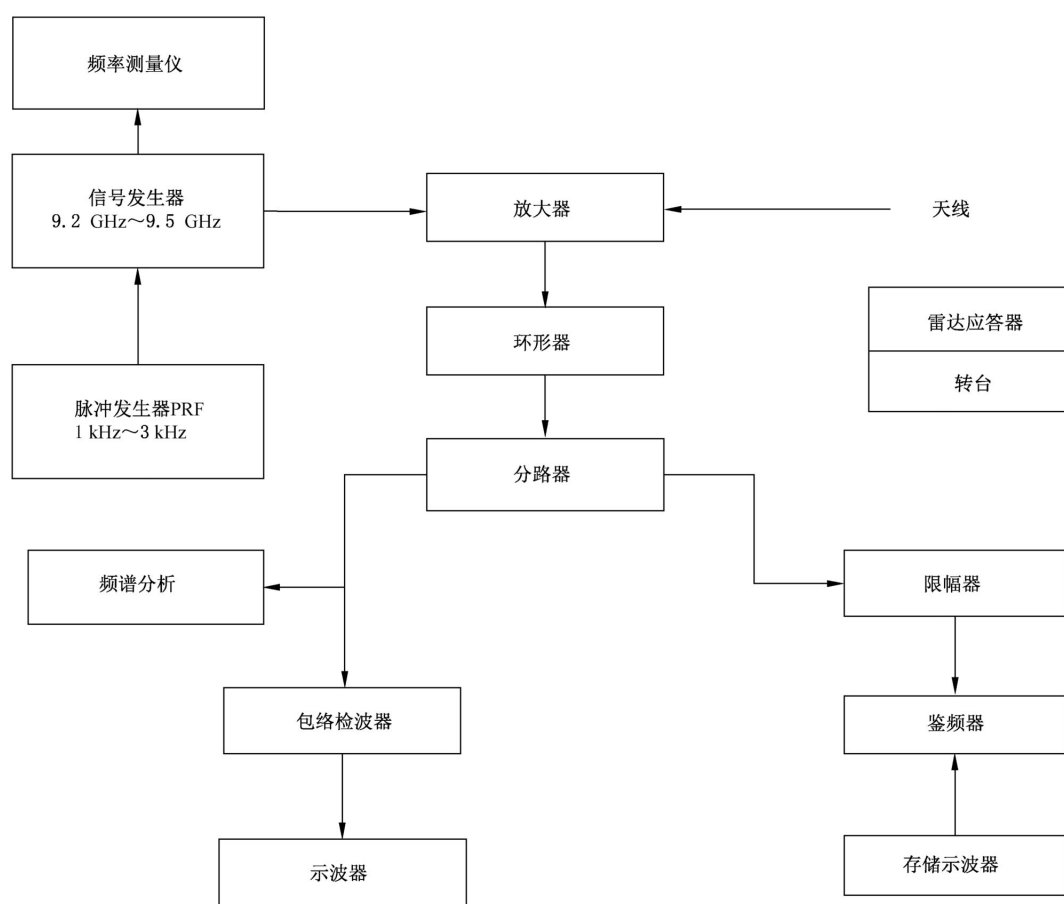 频率测量仪
信号发生器
9.2 GHz～9.5 GHz
放大器
天线
环形器
雷达应答器
转台
脉冲发生器PRF
1 kHz～3 kHz
分路器
频谱分析
限幅器
包络检波器
鉴频器
示波器
存储示波器